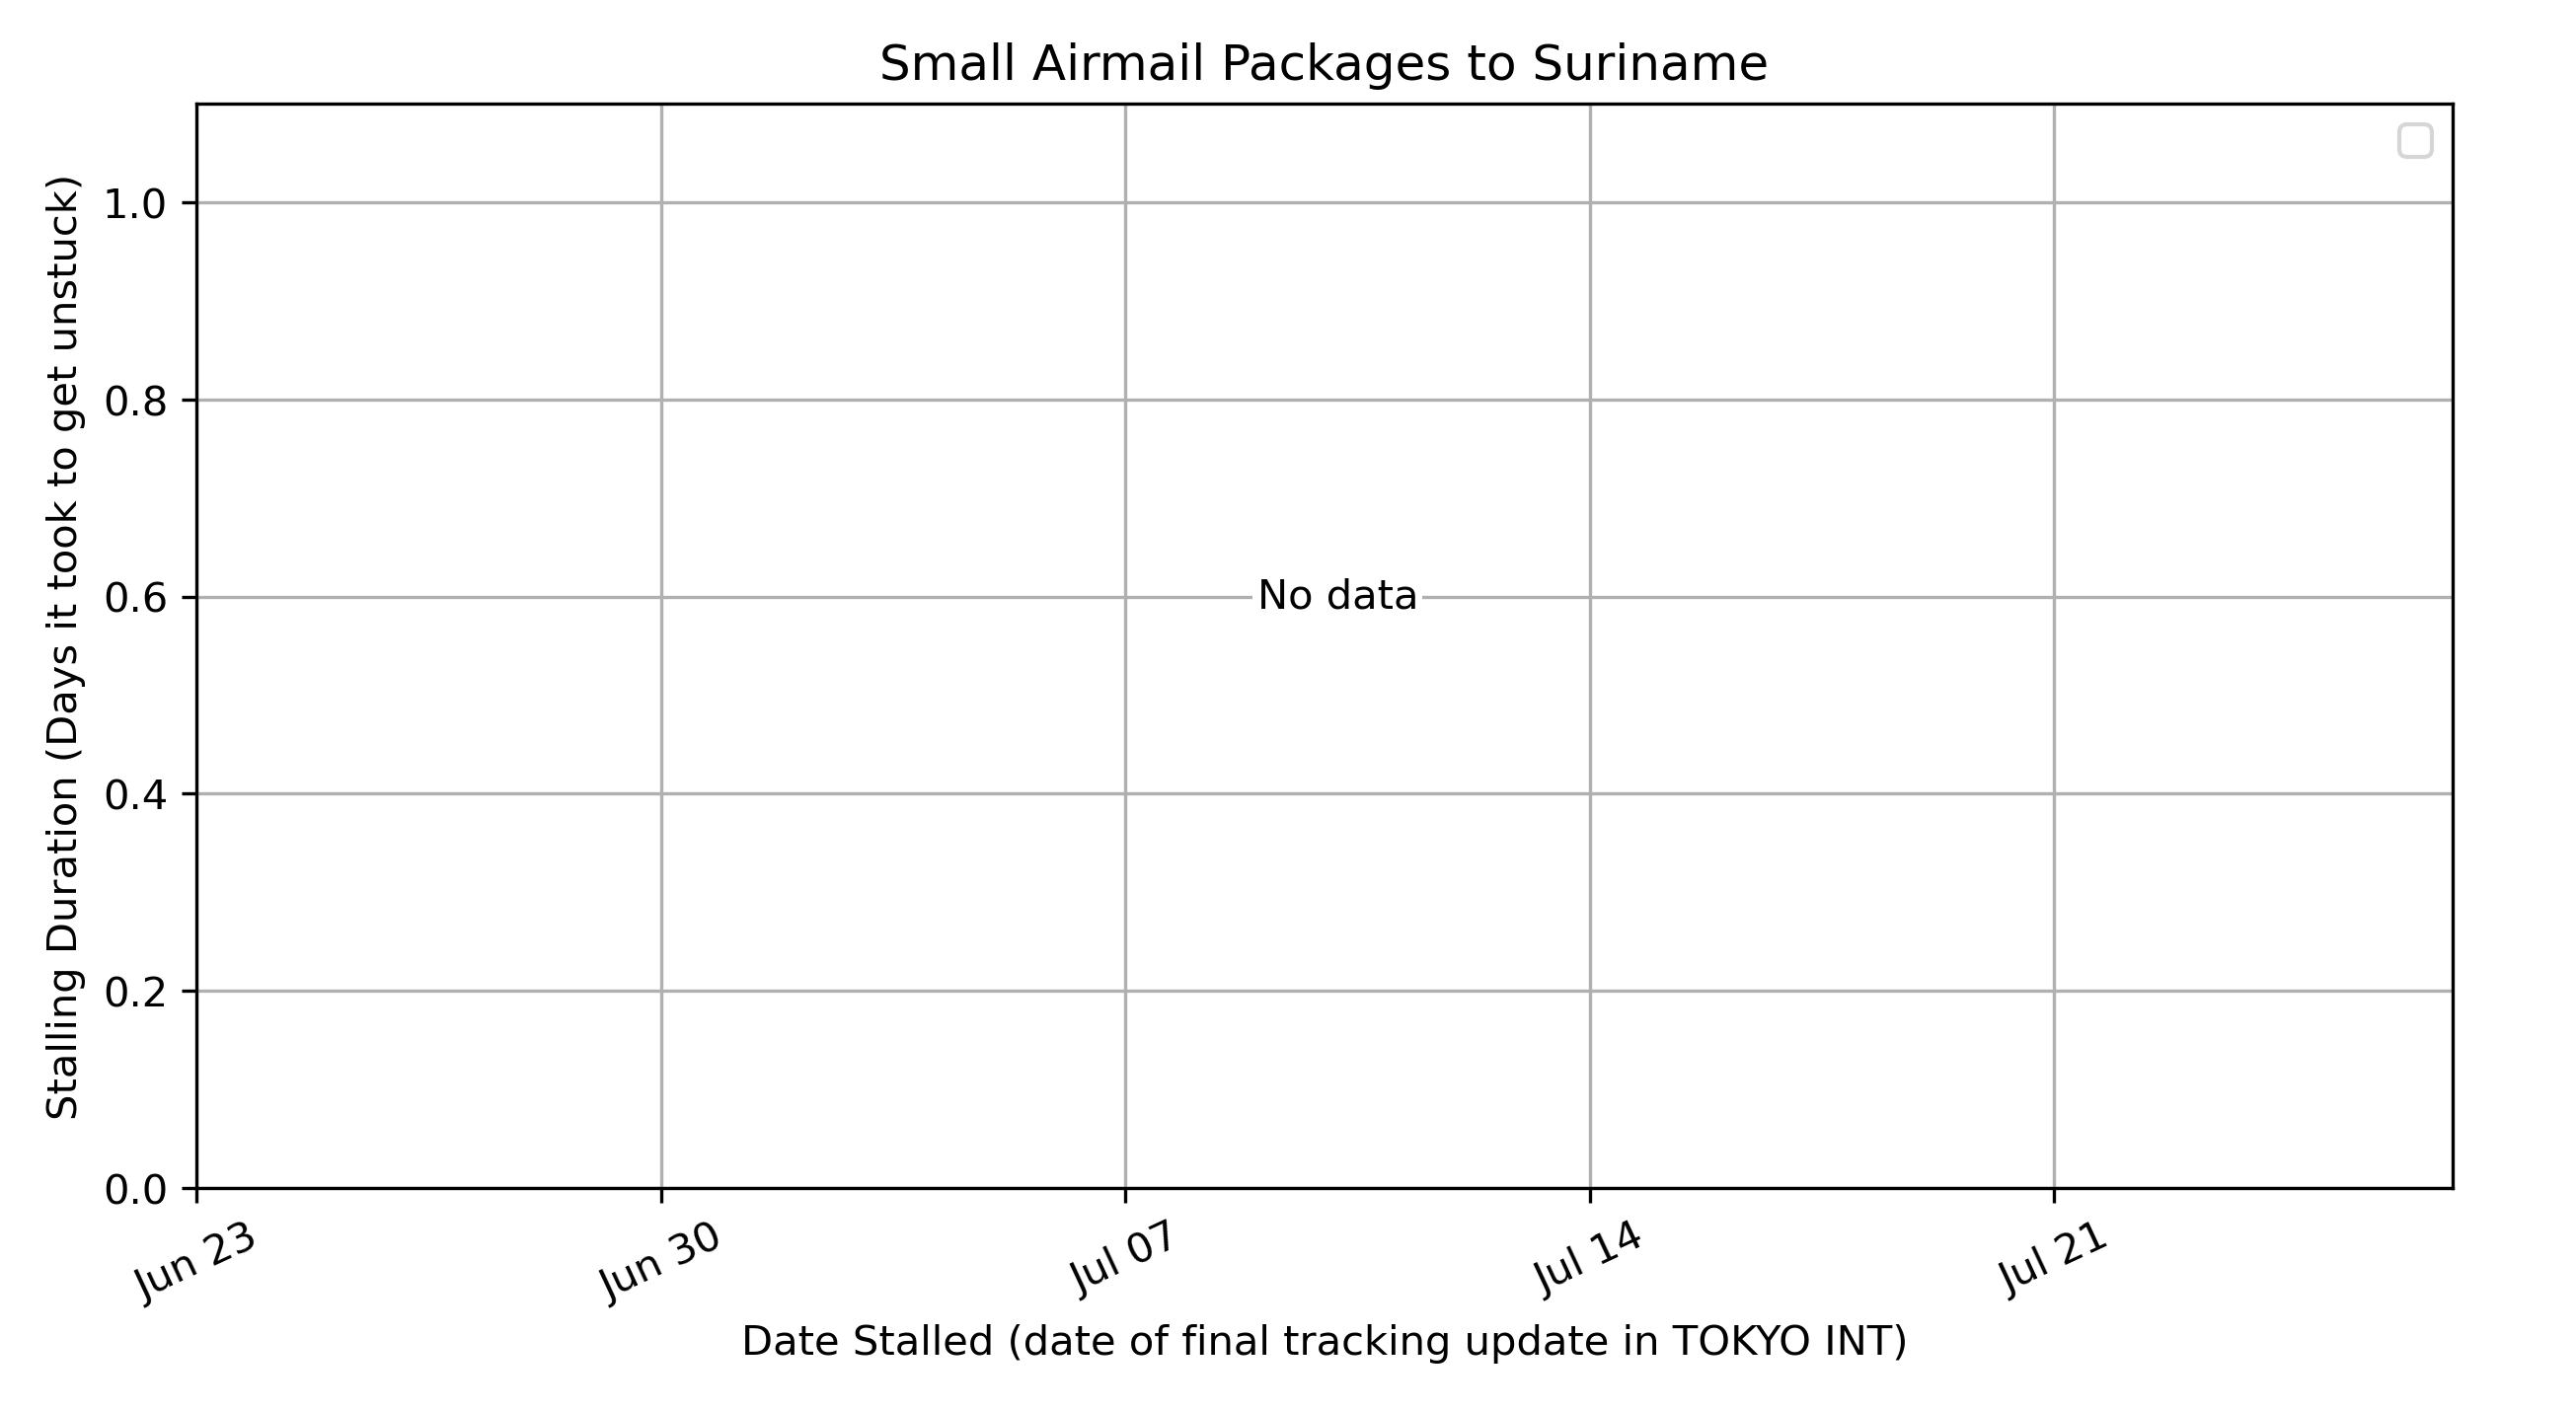 Small Airmail Packages to Suriname
Stalling Duration (Days it took to get unstuck)
1.0
0.8
0.6
0.4
0.2
0.0
No data
Jun 23
Jun 30
Jul 07
Jul 14
Jul 21
Date Stalled (date of final tracking update in TOKYO INT)